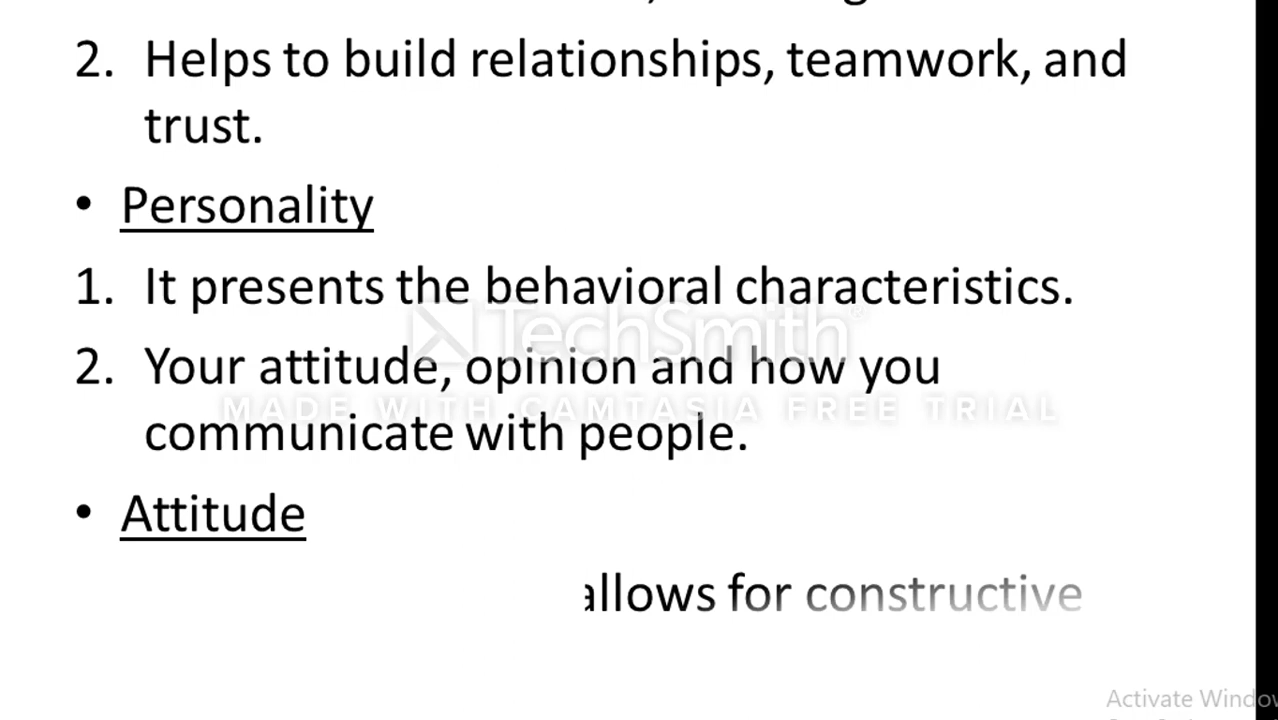 2. Helps to build relationships, teamwork, and
trust.
• Personality
1. It presents the behavioral characteristics.
TechSmith
2. Your attitude, opinion and how you
MADE WITH CAMTASIA FREE TRIAL
communicate with people.
• Attitude
allows for constructive
Activate Windo